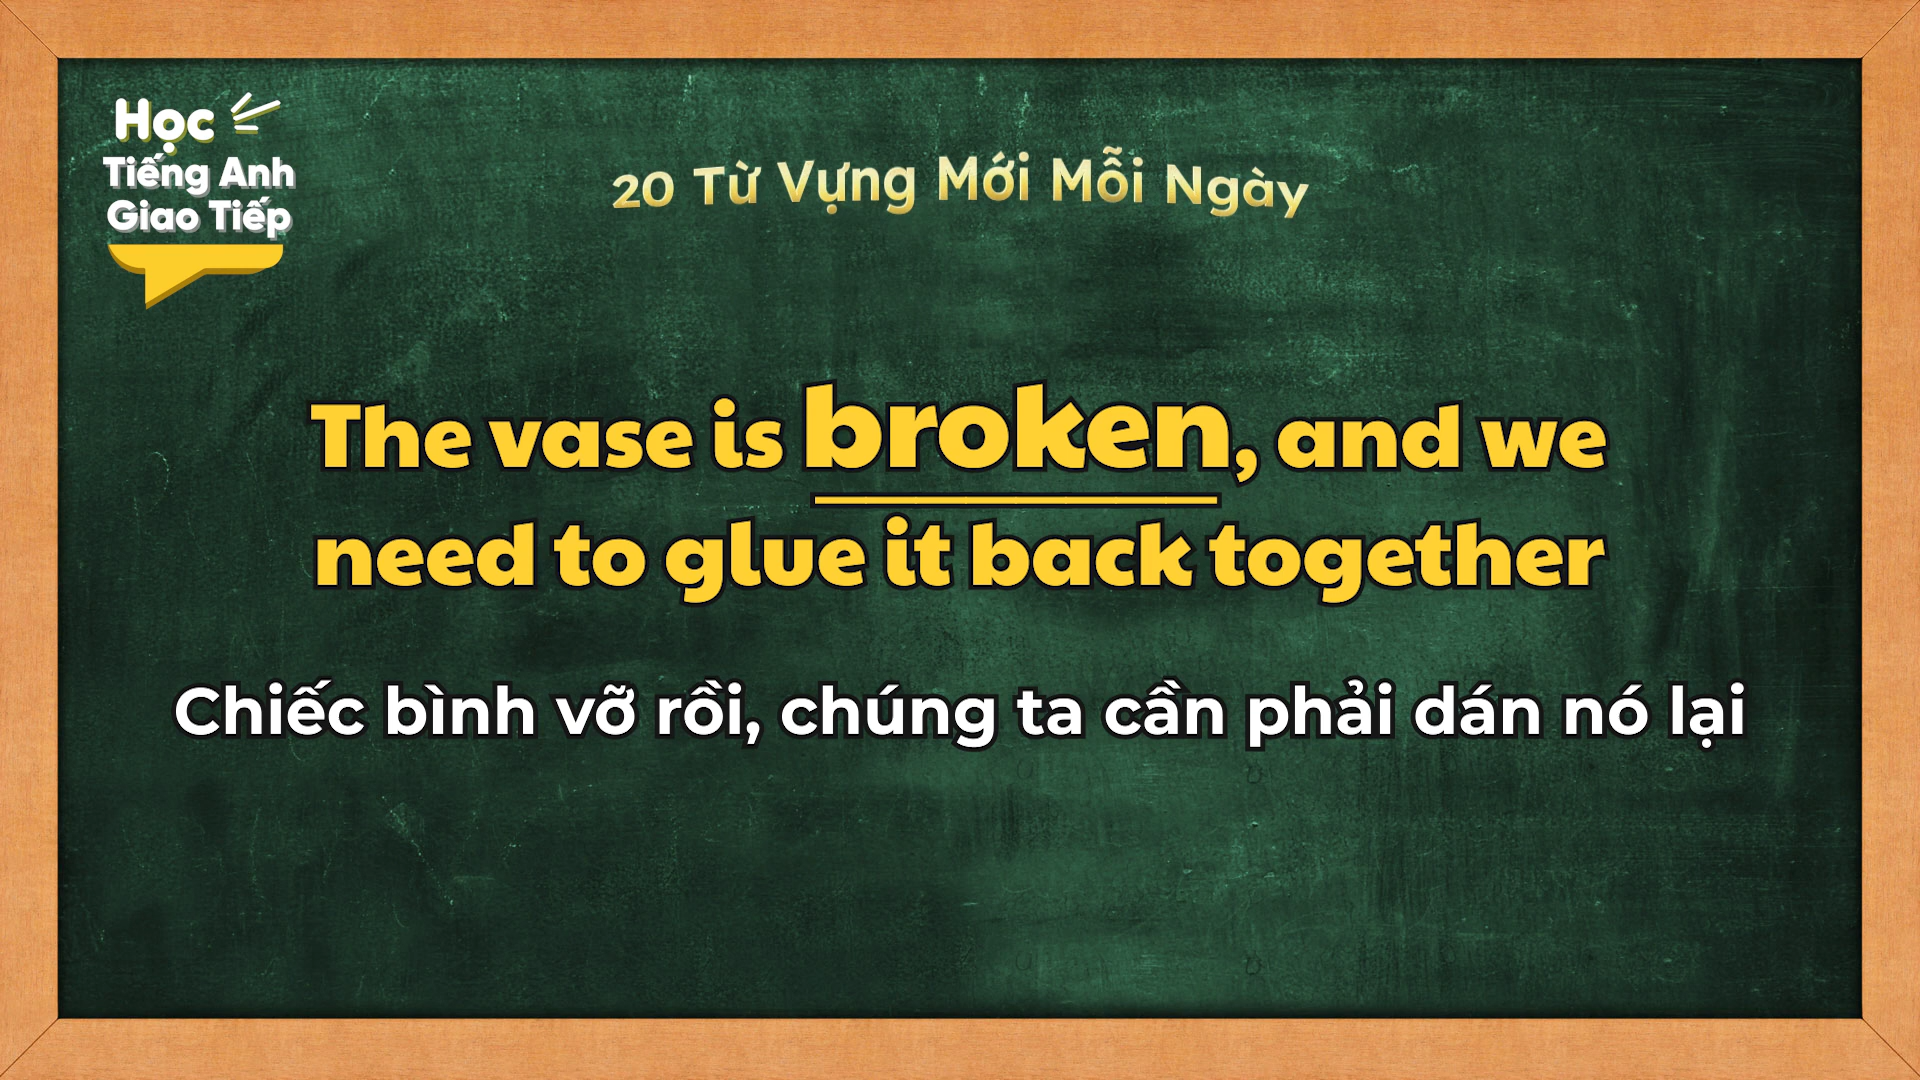 Học
Tiếng Anh
Giao Tiếp
20 Từ Vựng Mới Mỗi Ngày
The vase is broken, and we
need to glue it back together
Chiếc bình vỡ rồi, chúng ta cần phải dán nó lại